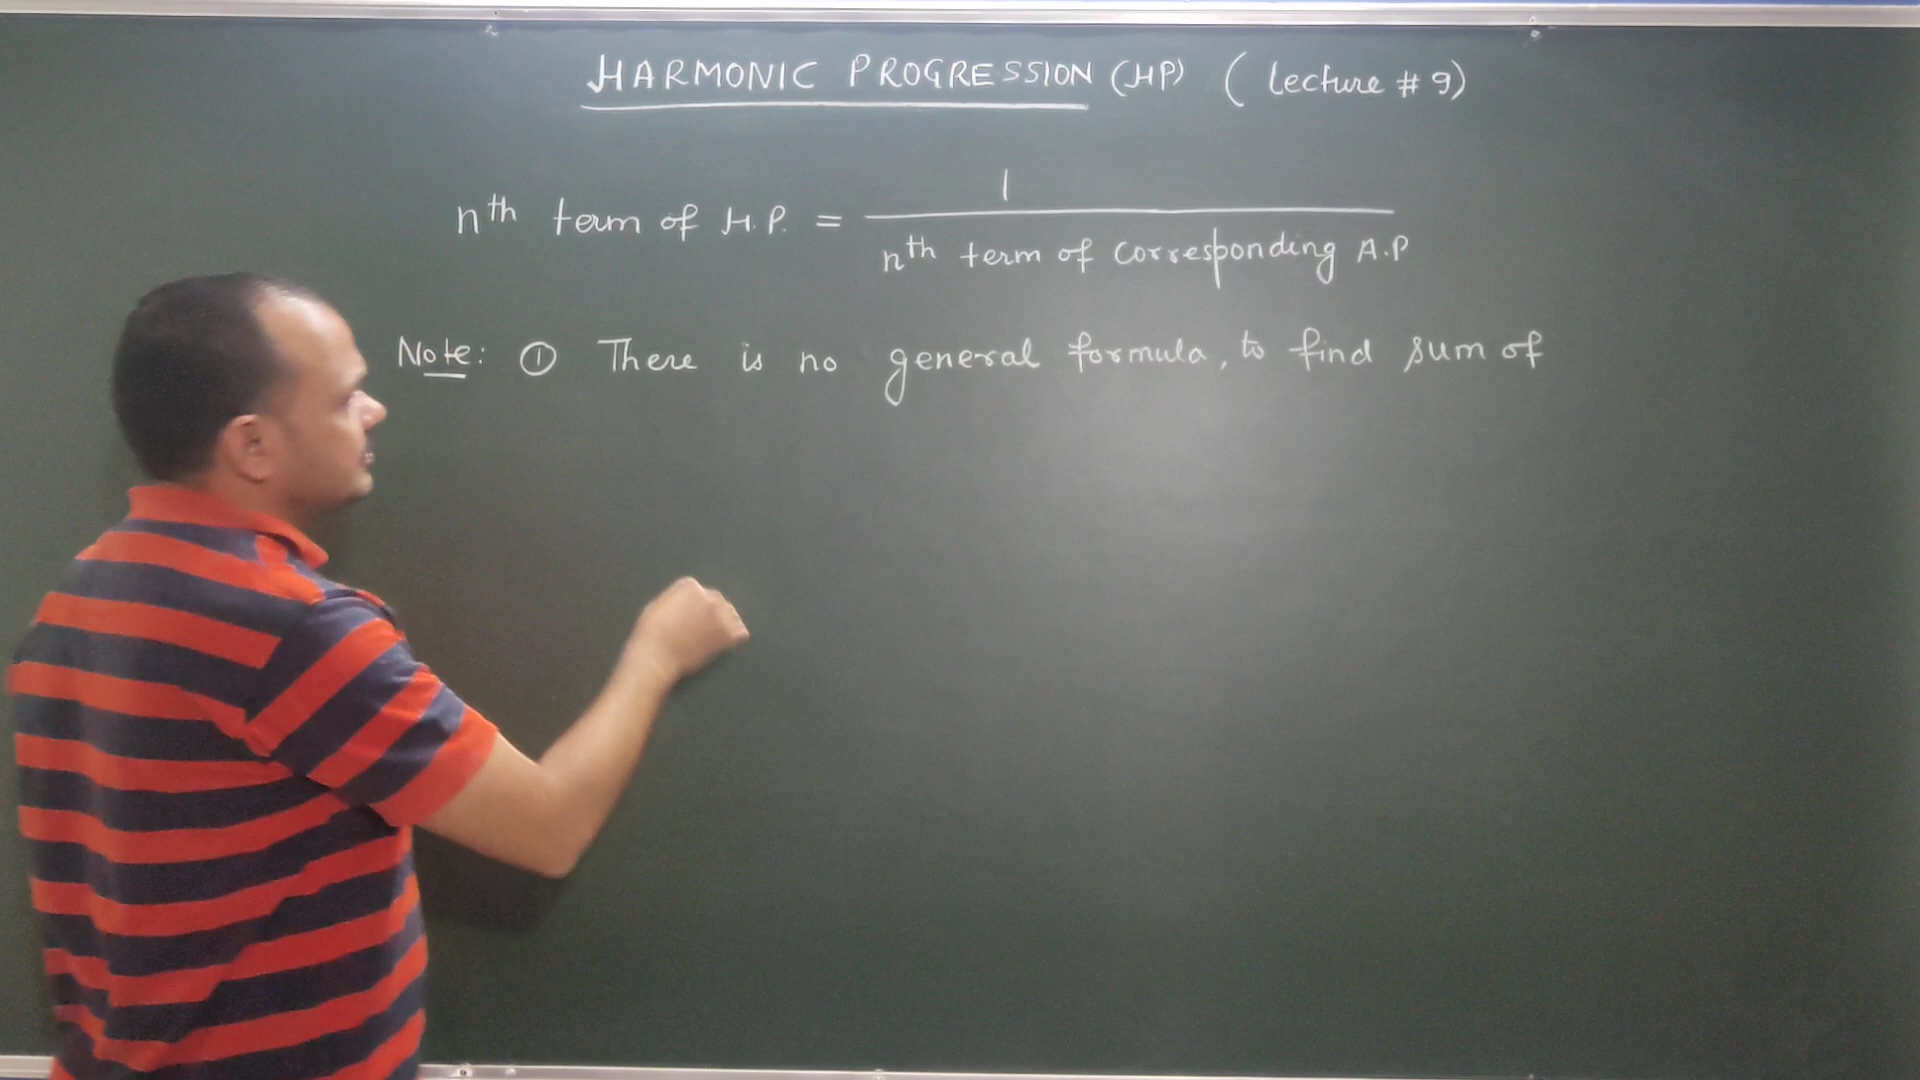 HARMONIC PROGRESSION (HP) ( Lecture # 9)
nth term of H.P. = 1 / nth term of corresponding A.P
Note: ① There is no general formula, to find sum of